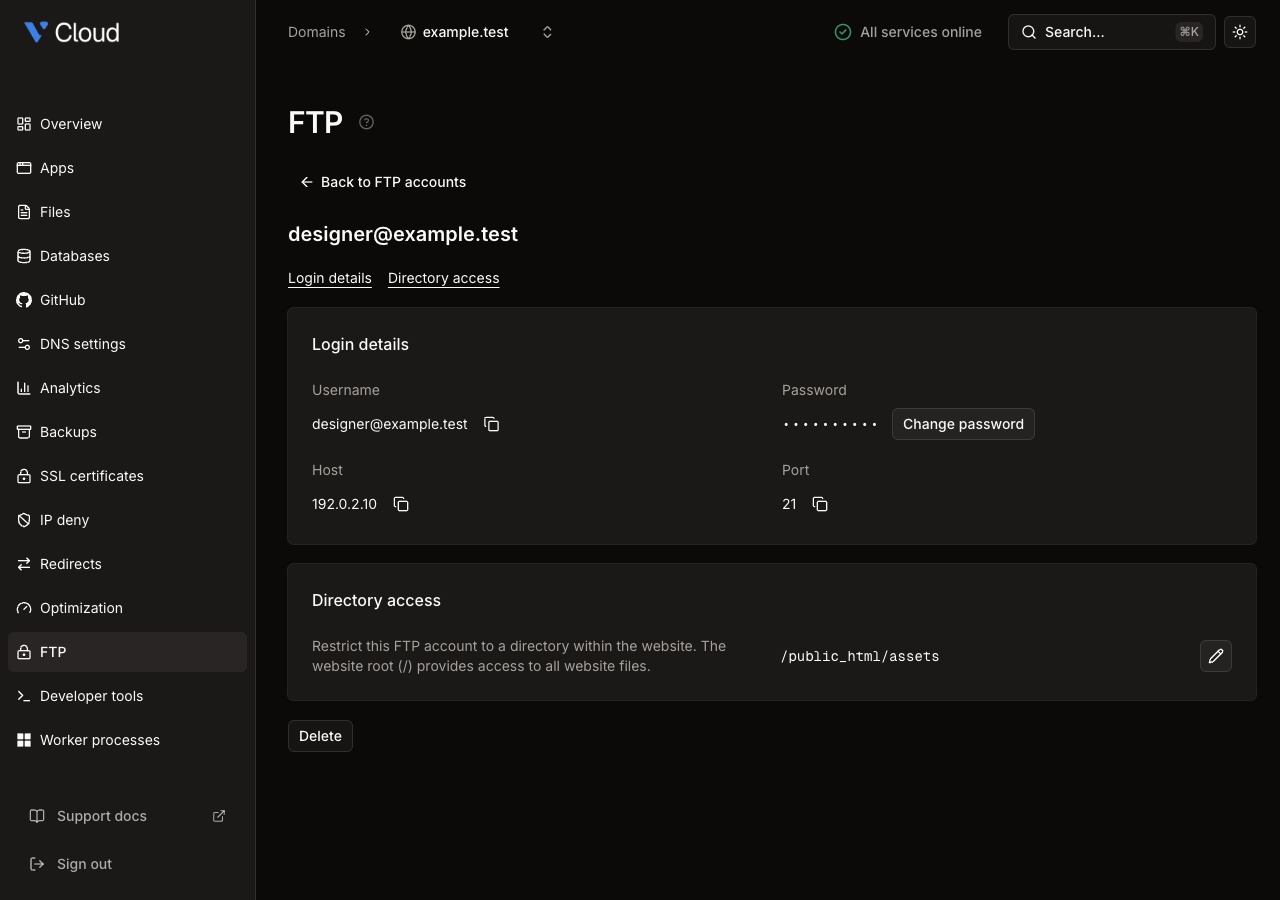 Cloud
Domains
example.test
All services online
Search...
⌘K
Overview
Apps
Files
Databases
GitHub
DNS settings
Analytics
Backups
SSL certificates
IP deny
Redirects
Optimization
FTP
Developer tools
Worker processes
Support docs
Sign out
FTP
Back to FTP accounts
designer@example.test
Login details
Directory access
Login details
Username
Password
designer@example.test
••••••••••
Change password
Host
Port
192.0.2.10
21
Directory access
Restrict this FTP account to a directory within the website. The
website root (/) provides access to all website files.
/public_html/assets
Delete